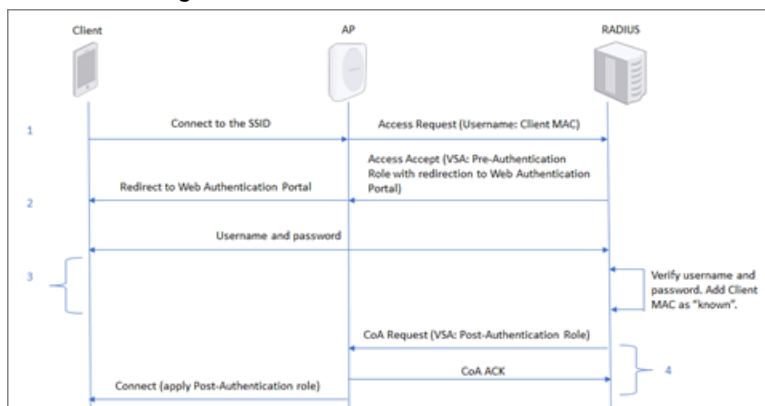 Client
AP
RADIUS
1
Connect to the SSID
Access Request (Username: Client MAC)
Access Accept (VSA: Pre-Authentication
Role with redirection to Web Authentication
Portal)
Redirect to Web Authentication Portal
2
Username and password
3
Verify username and
password. Add Client
MAC as "known".
CoA Request (VSA: Post-Authentication Role)
CoA ACK
4
Connect (apply Post-Authentication role)